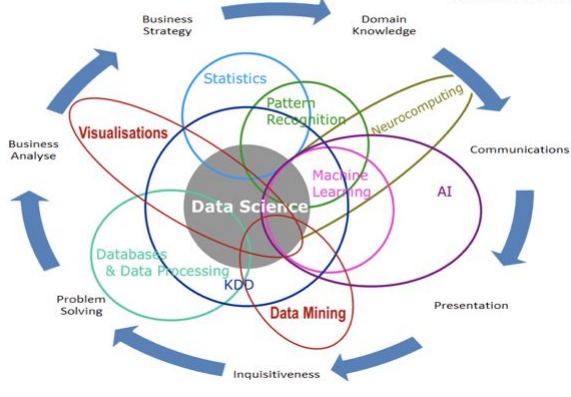 Business
Strategy
Domain
Knowledge
Statistics
Pattern
Recognition
Neurocomputing
Visualisations
Business
Analyse
Communications
Machine
Learning
AI
Data Science
Databases
& Data Processing
KDD
Problem
Solving
Data Mining
Presentation
Inquisitiveness